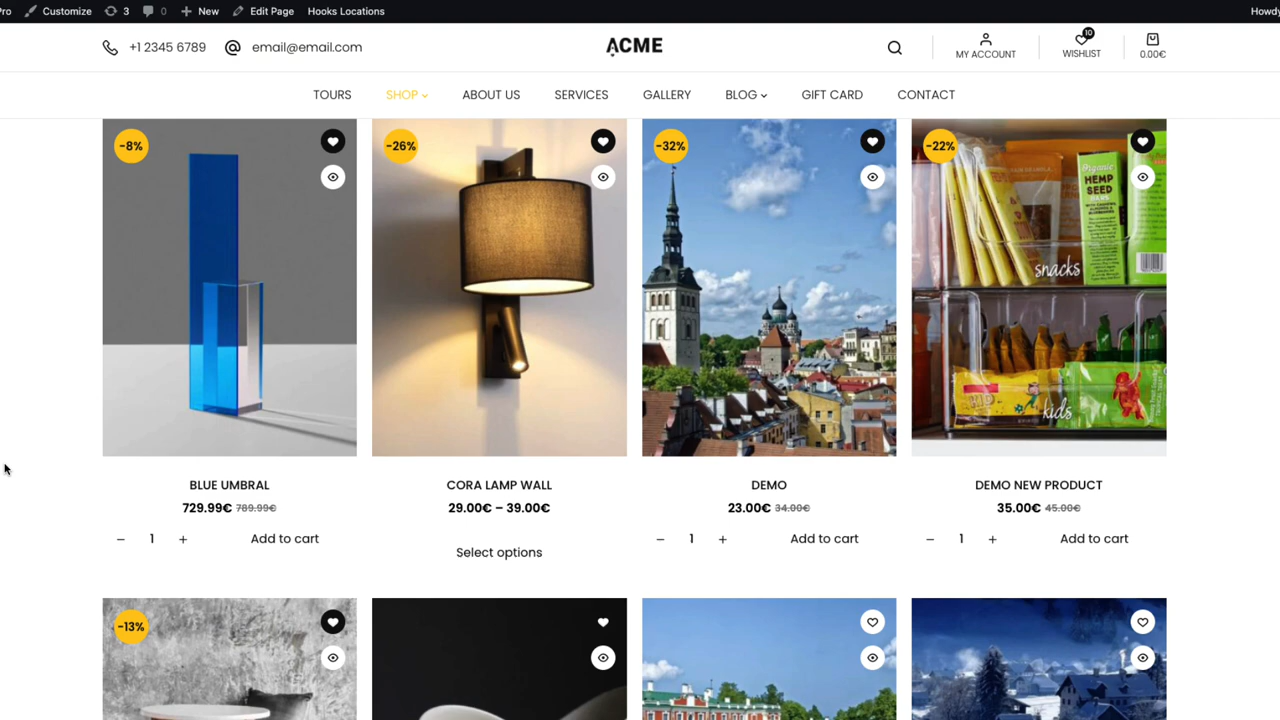 Pro Customize 3 0 New Edit Page Hooks Locations Howdy
+1 2345 6789 email@email.com ACME MY ACCOUNT 10 WISHLIST 0.00€
TOURS SHOP ABOUT US SERVICES GALLERY BLOG GIFT CARD CONTACT
-8% -26% -32% -22%
Organic
HEMP
SEED
BARS
snacks
kids
BLUE UMBRAL CORA LAMP WALL DEMO DEMO NEW PRODUCT
729.99€ 789.99€ 29.00€ – 39.00€ 23.00€ 34.00€ 35.00€ 45.00€
− 1 + Add to cart Select options − 1 + Add to cart − 1 + Add to cart
-13%